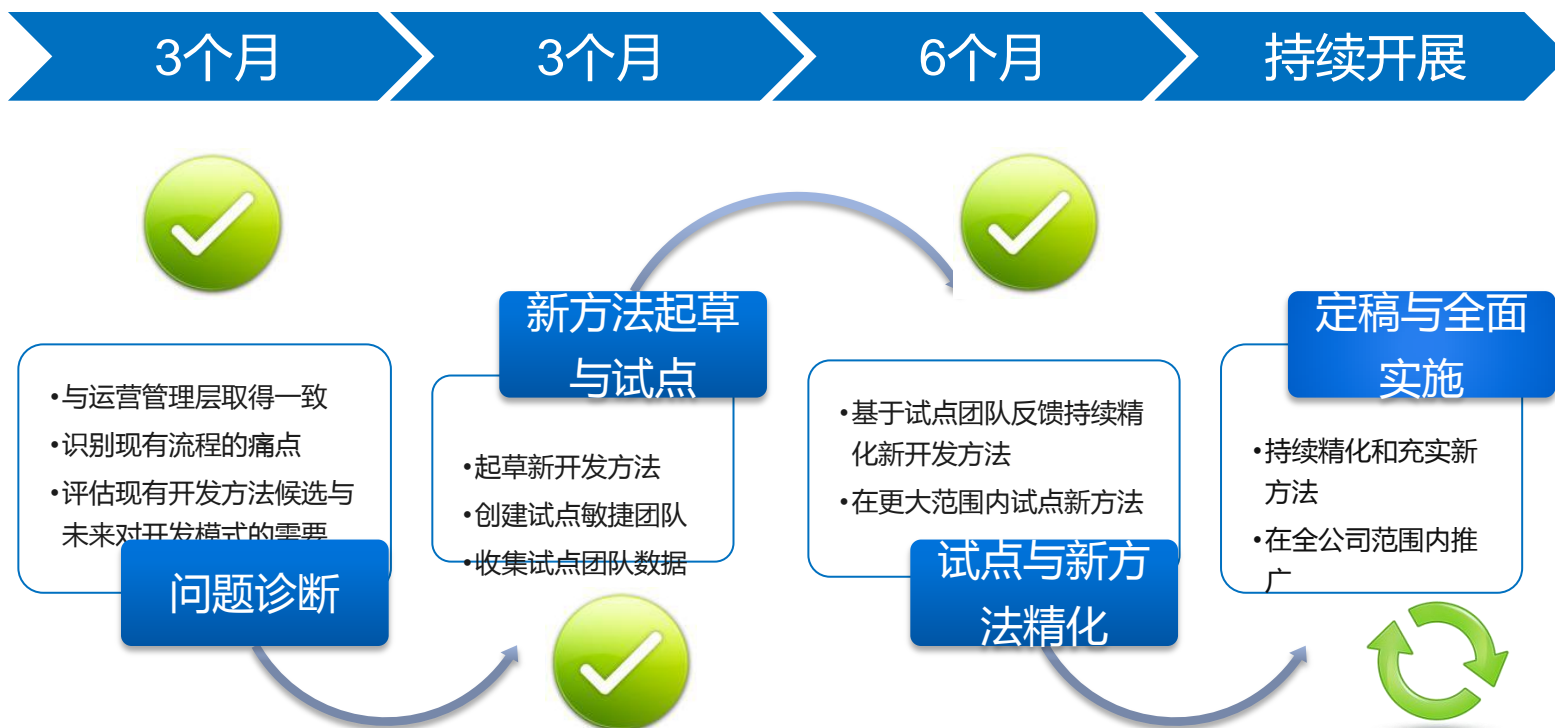 3个月
3个月
6个月
持续开展
•与运营管理层取得一致
•识别现有流程的痛点
•评估现有开发方法候选与
未来对开发模式的需要
问题诊断
新方法起草
与试点
•起草新开发方法
•创建试点敏捷团队
•收集试点团队数据
•基于试点团队反馈持续精
化新开发方法
•在更大范围内试点新方法
试点与新方
法精化
定稿与全面
实施
•持续精化和充实新
方法
•在全公司范围内推
广